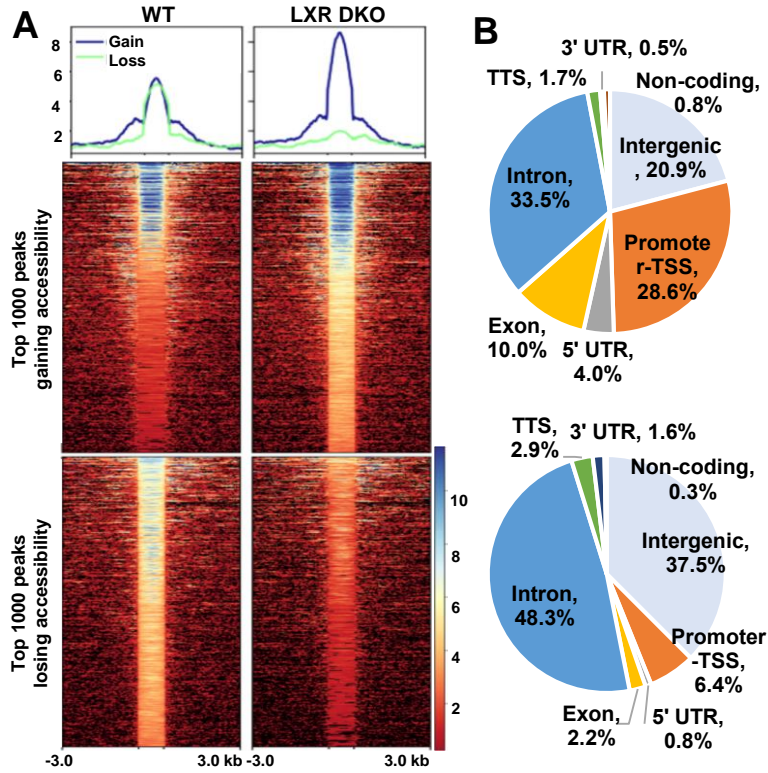 A
WT
LXR DKO
8
6
4
2
Gain
Loss
Top 1000 peaks
gaining accessibility
Top 1000 peaks
losing accessibility
10
8
6
4
2
-3.0
3.0 kb
-3.0
3.0 kb
B
3' UTR, 0.5%
TTS, 1.7%
Non-coding,
0.8%
Intergenic
, 20.9%
Intron,
33.5%
Promote
r-TSS,
28.6%
Exon,
10.0%
5' UTR,
4.0%
TTS,
2.9%
3' UTR, 1.6%
Non-coding,
0.3%
Intergenic,
37.5%
Intron,
48.3%
Promoter
-TSS,
6.4%
Exon,
2.2%
5' UTR,
0.8%